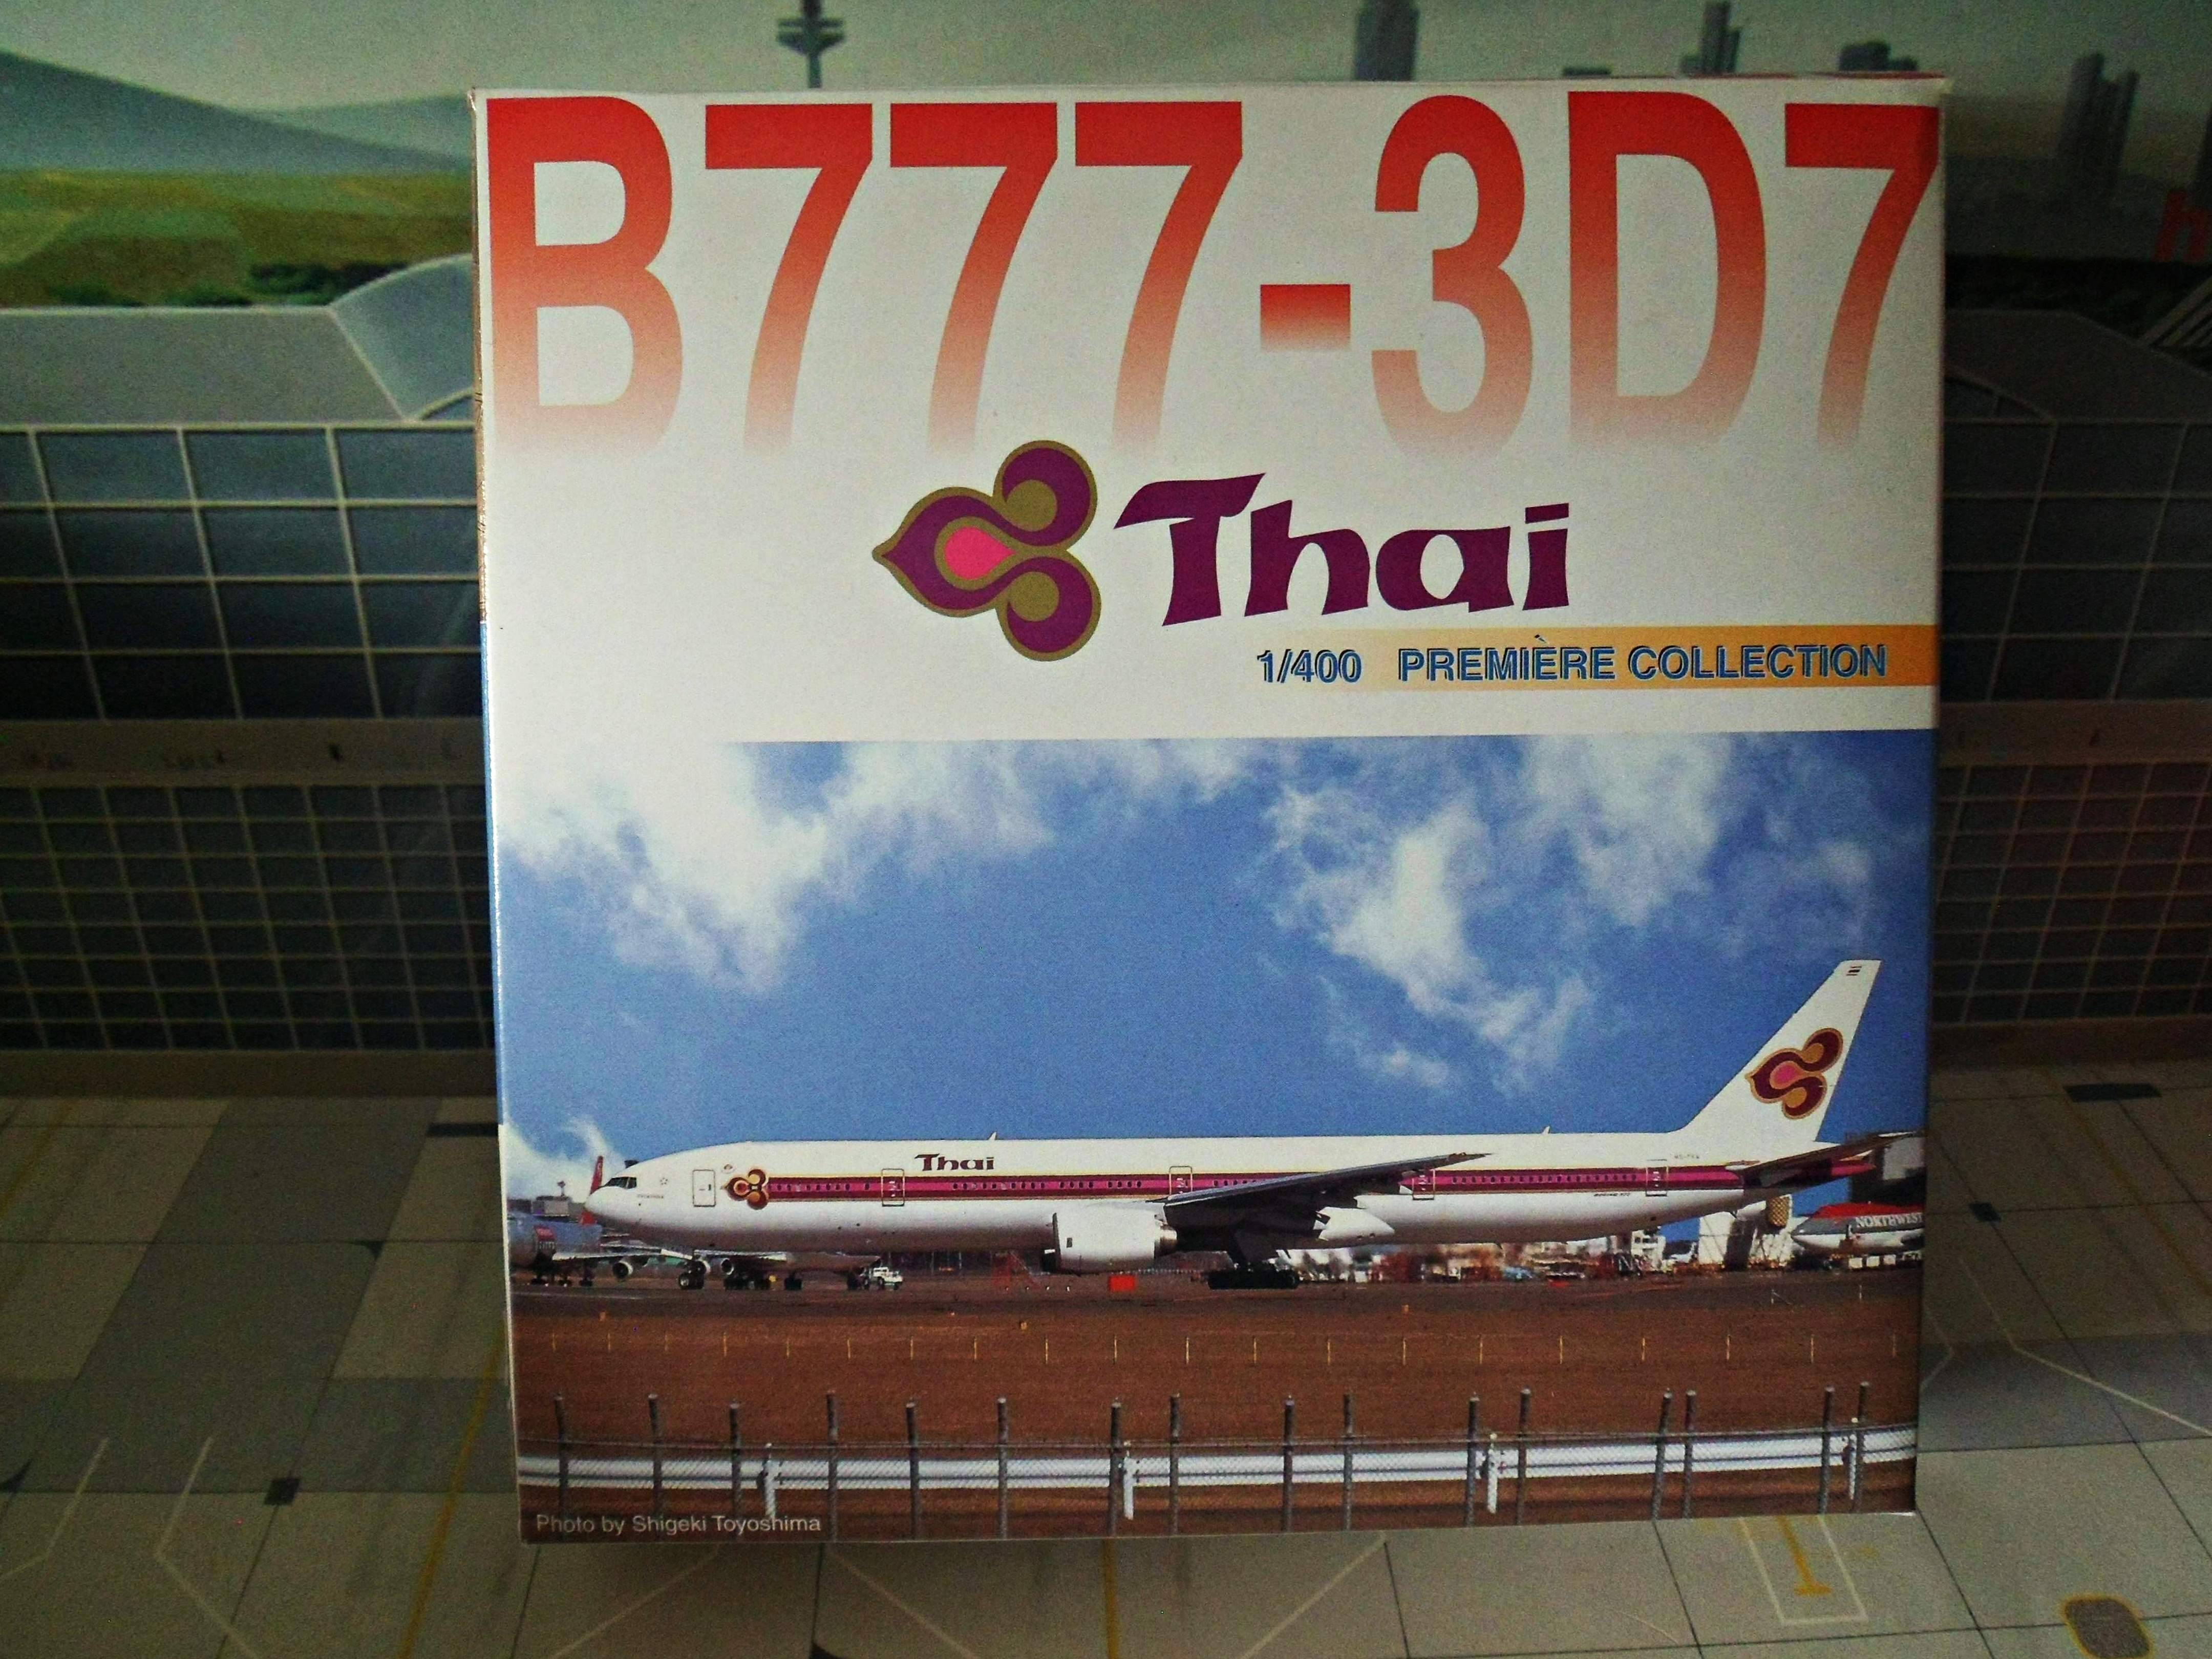 B777-3D7
Thai
1/400 PREMIÈRE COLLECTION
Thai
NORTHWEST
Photo by Shigeki Toyoshima